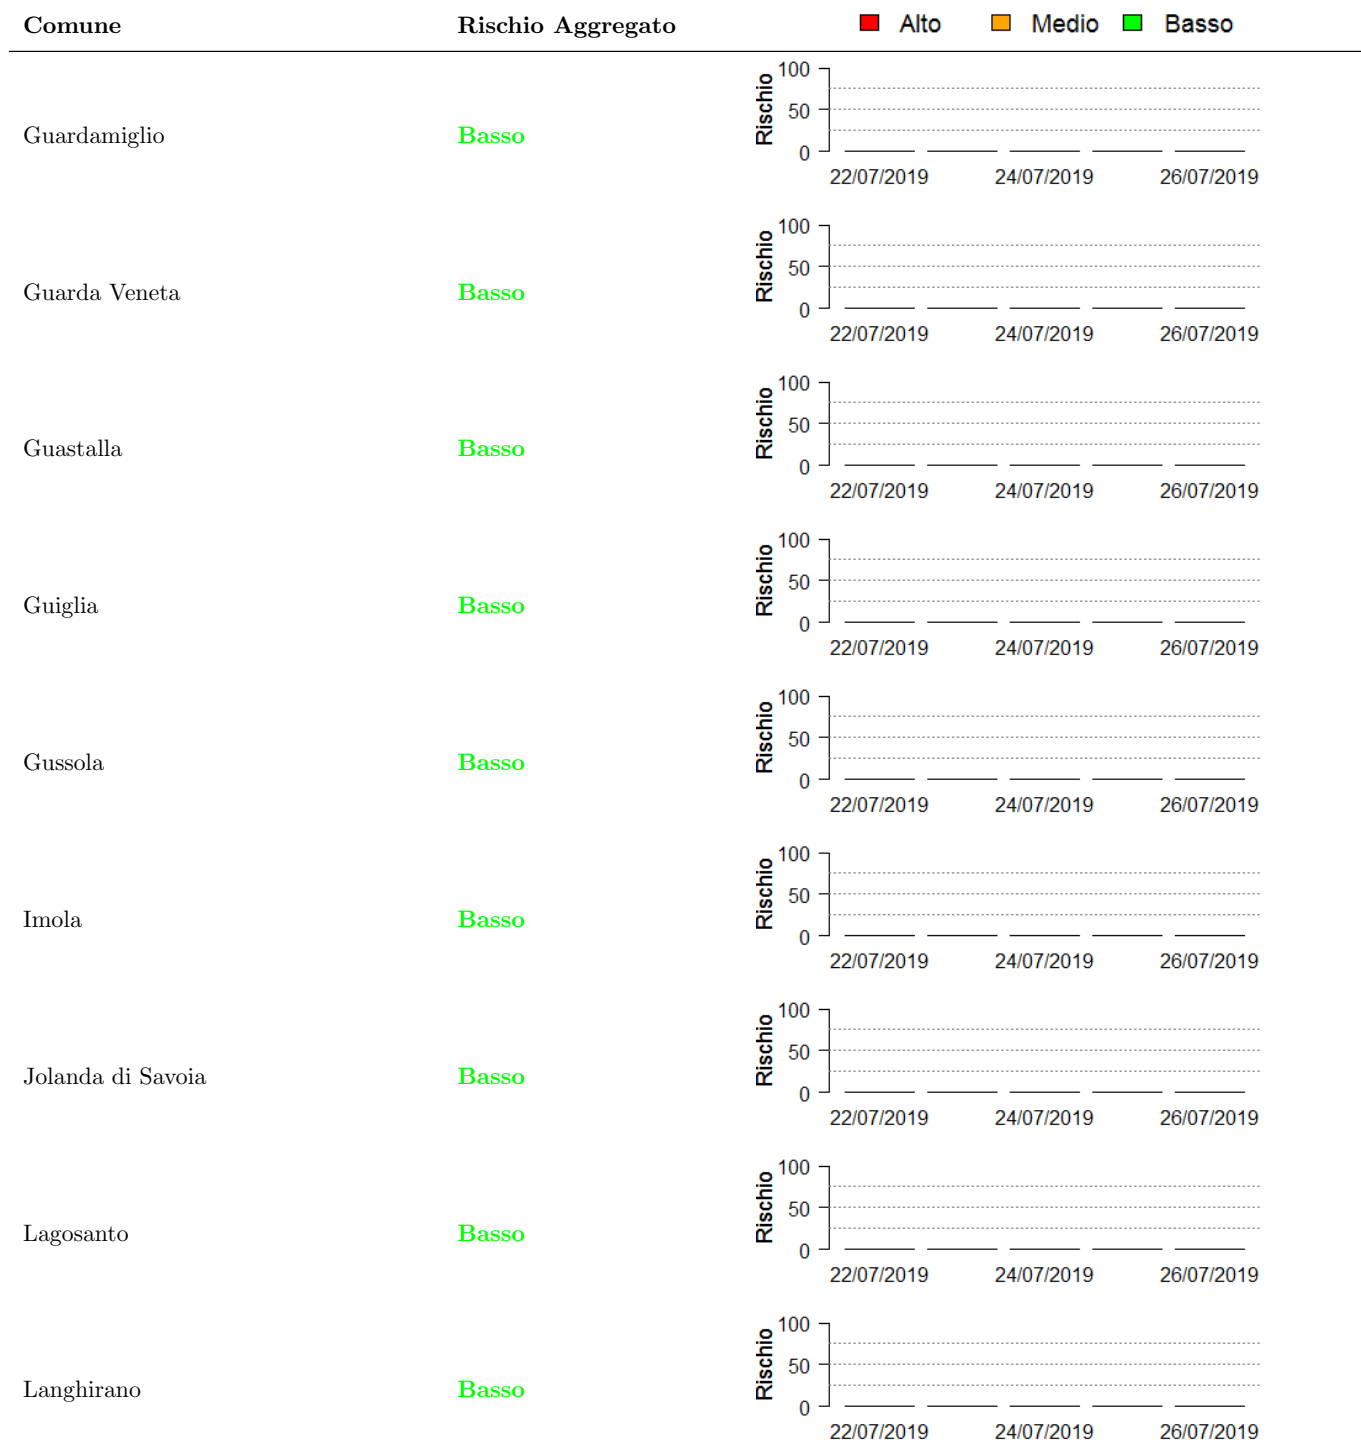 Comune Rischio Aggregato Alto Medio Basso
100
50
0
Rischio
Guardamiglio Basso
22/07/2019 24/07/2019 26/07/2019
100
50
0
Rischio
Guarda Veneta Basso
22/07/2019 24/07/2019 26/07/2019
100
50
0
Rischio
Guastalla Basso
22/07/2019 24/07/2019 26/07/2019
100
50
0
Rischio
Guiglia Basso
22/07/2019 24/07/2019 26/07/2019
100
50
0
Rischio
Gussola Basso
22/07/2019 24/07/2019 26/07/2019
100
50
0
Rischio
Imola Basso
22/07/2019 24/07/2019 26/07/2019
100
50
0
Rischio
Jolanda di Savoia Basso
22/07/2019 24/07/2019 26/07/2019
100
50
0
Rischio
Lagosanto Basso
22/07/2019 24/07/2019 26/07/2019
100
50
0
Rischio
Langhirano Basso
22/07/2019 24/07/2019 26/07/2019